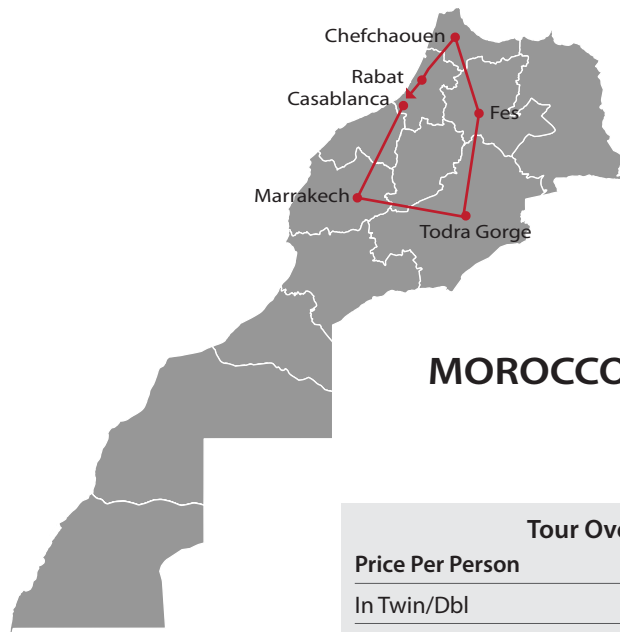 Chefchaouen
Rabat
Casablanca
Fes
Marrakech
Todra Gorge
MOROCCO
Tour Ove
Price Per Person
In Twin/Dbl